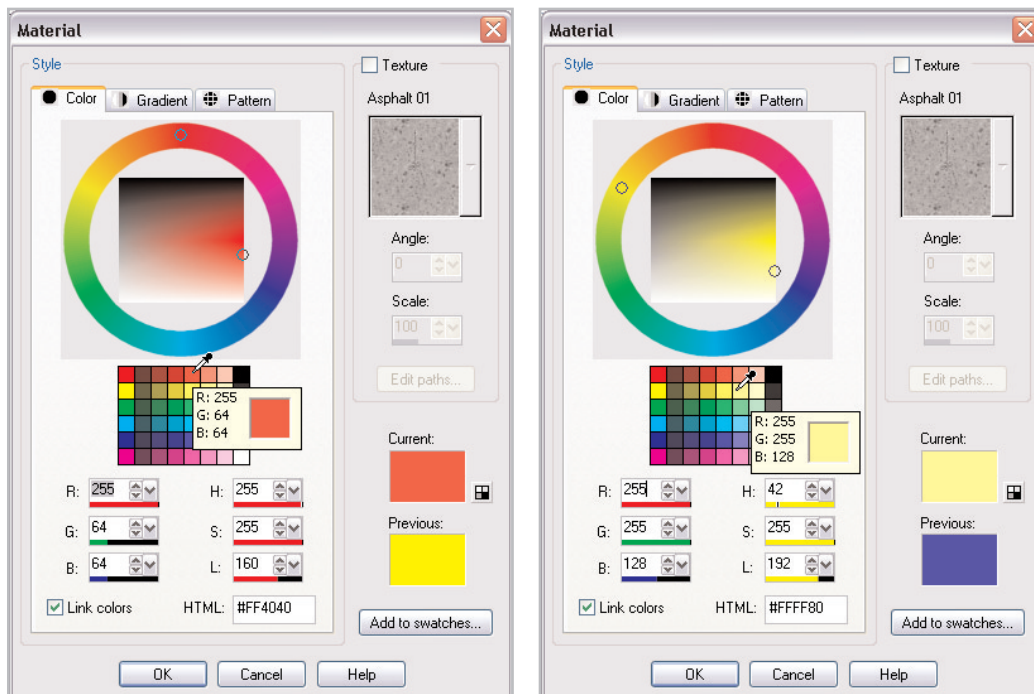 Material
Style
Color
Gradient
Pattern
Texture
Asphalt 01
Angle:
0
Scale:
100
Edit paths...
R: 255
G: 64
B: 64
Current:
R: 255
H: 255
Previous:
G: 64
S: 255
B: 64
L: 160
Link colors
HTML: #FF4040
Add to swatches...
OK
Cancel
Help
Material
Style
Color
Gradient
Pattern
Texture
Asphalt 01
Angle:
0
Scale:
100
Edit paths...
R: 255
G: 255
B: 128
Current:
R: 255
H: 42
Previous:
G: 255
S: 255
B: 128
L: 192
Link colors
HTML: #FFFF80
Add to swatches...
OK
Cancel
Help